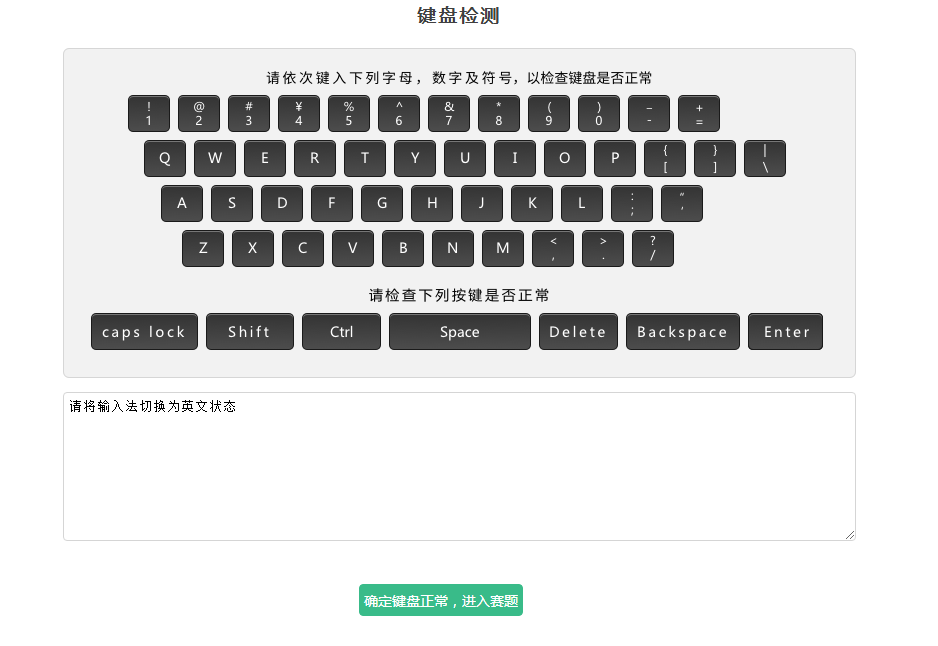 键盘检测
请依次键入下列字母，数字及符号，以检查键盘是否正常
! @ # ¥ % ^ & * ( ) – +
1 2 3 4 5 6 7 8 9 0 - =
Q W E R T Y U I O P { } |
[ ] \
A S D F G H J K L : “
; ‘
Z X C V B N M < > ?
, . /
请检查下列按键是否正常
caps lock Shift Ctrl Space Delete Backspace Enter
请将输入法切换为英文状态
确定键盘正常，进入赛题